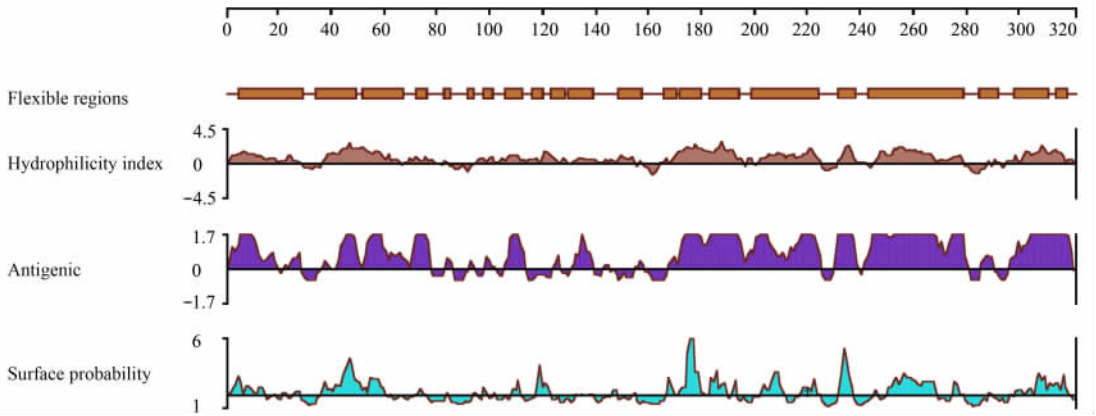 0 20 40 60 80 100 120 140 160 180 200 220 240 260 280 300 320
Flexible regions
4.5
Hydrophilicity index 0
−4.5
1.7
Antigenic 0
−1.7
6
Surface probability
1